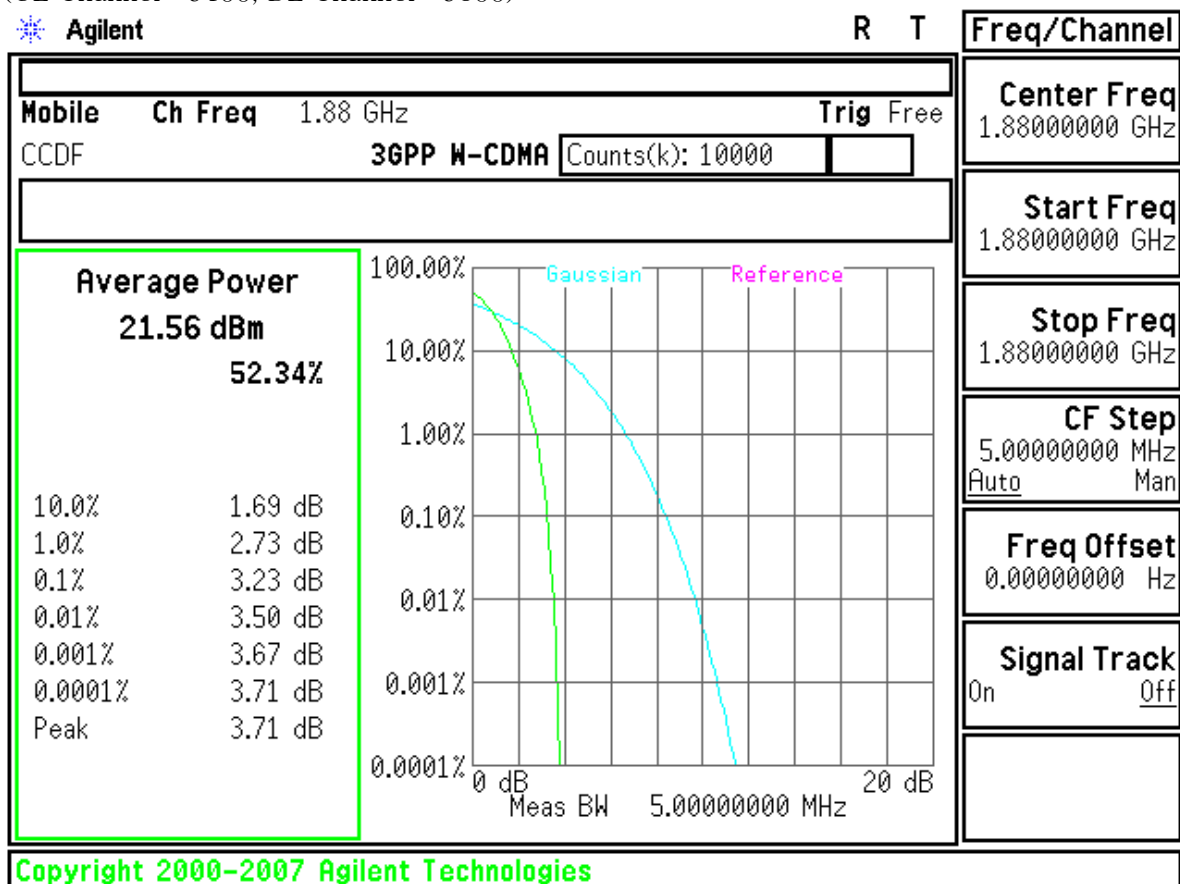 Agilent R T
Freq/Channel
Mobile Ch Freq 1.88 GHz Trig Free
CCDF 3GPP W-CDMA Counts(k): 10000
Average Power
21.56 dBm
52.34%
10.0% 1.69 dB
1.0% 2.73 dB
0.1% 3.23 dB
0.01% 3.50 dB
0.001% 3.67 dB
0.0001% 3.71 dB
Peak 3.71 dB
Gaussian Reference
100.00%
10.00%
1.00%
0.10%
0.01%
0.001%
0.0001%
0 dB 20 dB
Meas BW 5.00000000 MHz
Center Freq
1.88000000 GHz
Start Freq
1.88000000 GHz
Stop Freq
1.88000000 GHz
CF Step
5.00000000 MHz
Auto Man
Freq Offset
0.00000000 Hz
Signal Track
On Off
Copyright 2000-2007 Agilent Technologies